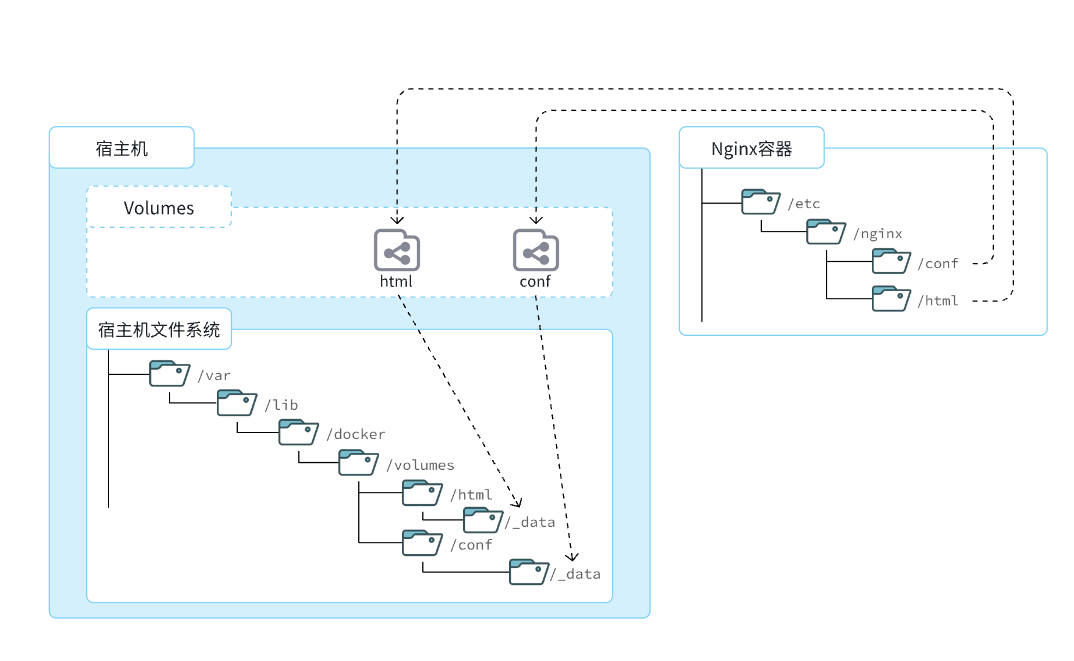 宿主机
Nginx容器
Volumes
html
conf
/etc
/nginx
/conf
/html
宿主机文件系统
/var
/lib
/docker
/volumes
/html
/_data
/conf
/_data